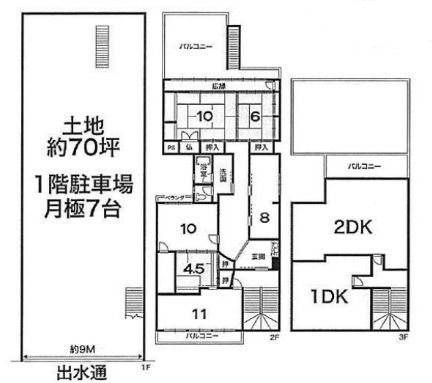 土地
約70坪
1階駐車場
月極7台
約9M
1F
出水通
バルコニー
広縁
10
6
PS
仏
押入
押入
浴室
洗面
ベランダ
10
8
玄関
4.5
押
押
11
バルコニー
2F
バルコニー
2DK
1DK
3F